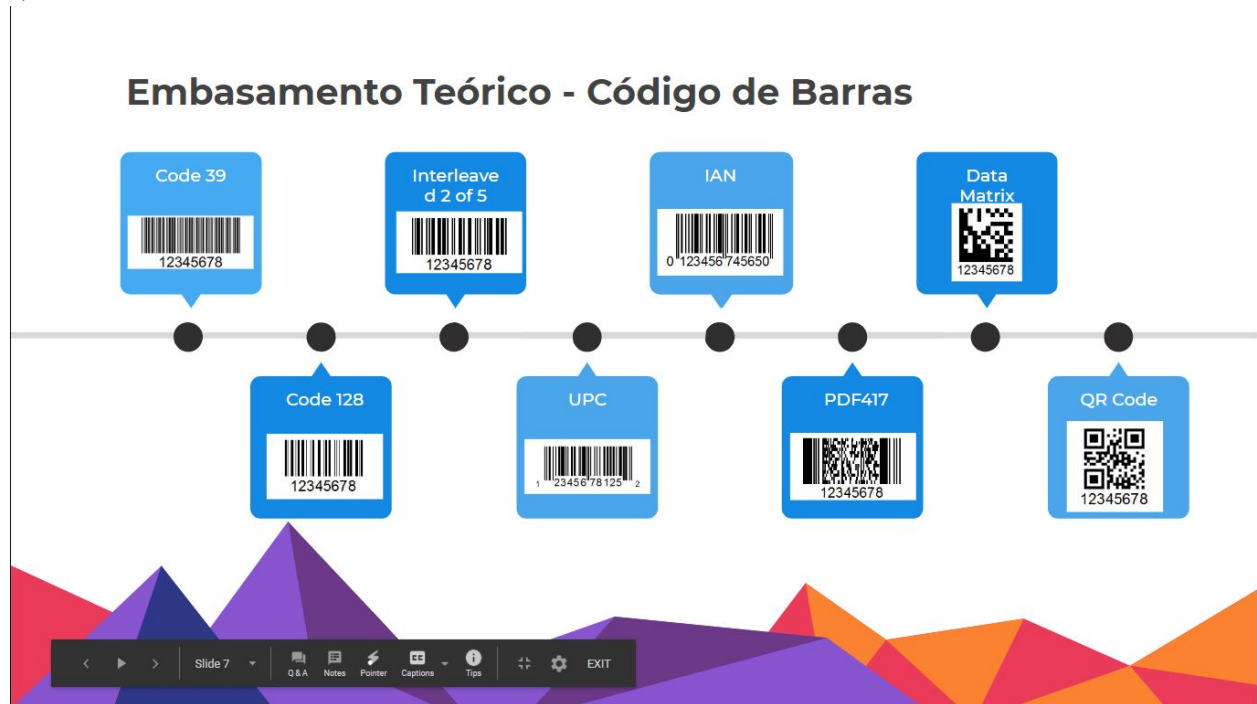 Embasamento Teórico - Código de Barras
Code 39
12345678
Interleave
d 2 of 5
12345678
IAN
0 123456 745650
Data
Matrix
12345678
Code 128
12345678
UPC
1 23456 78125 2
PDF417
12345678
QR Code
12345678
Slide 7
Q & A Notes Pointer Captions Tips EXIT